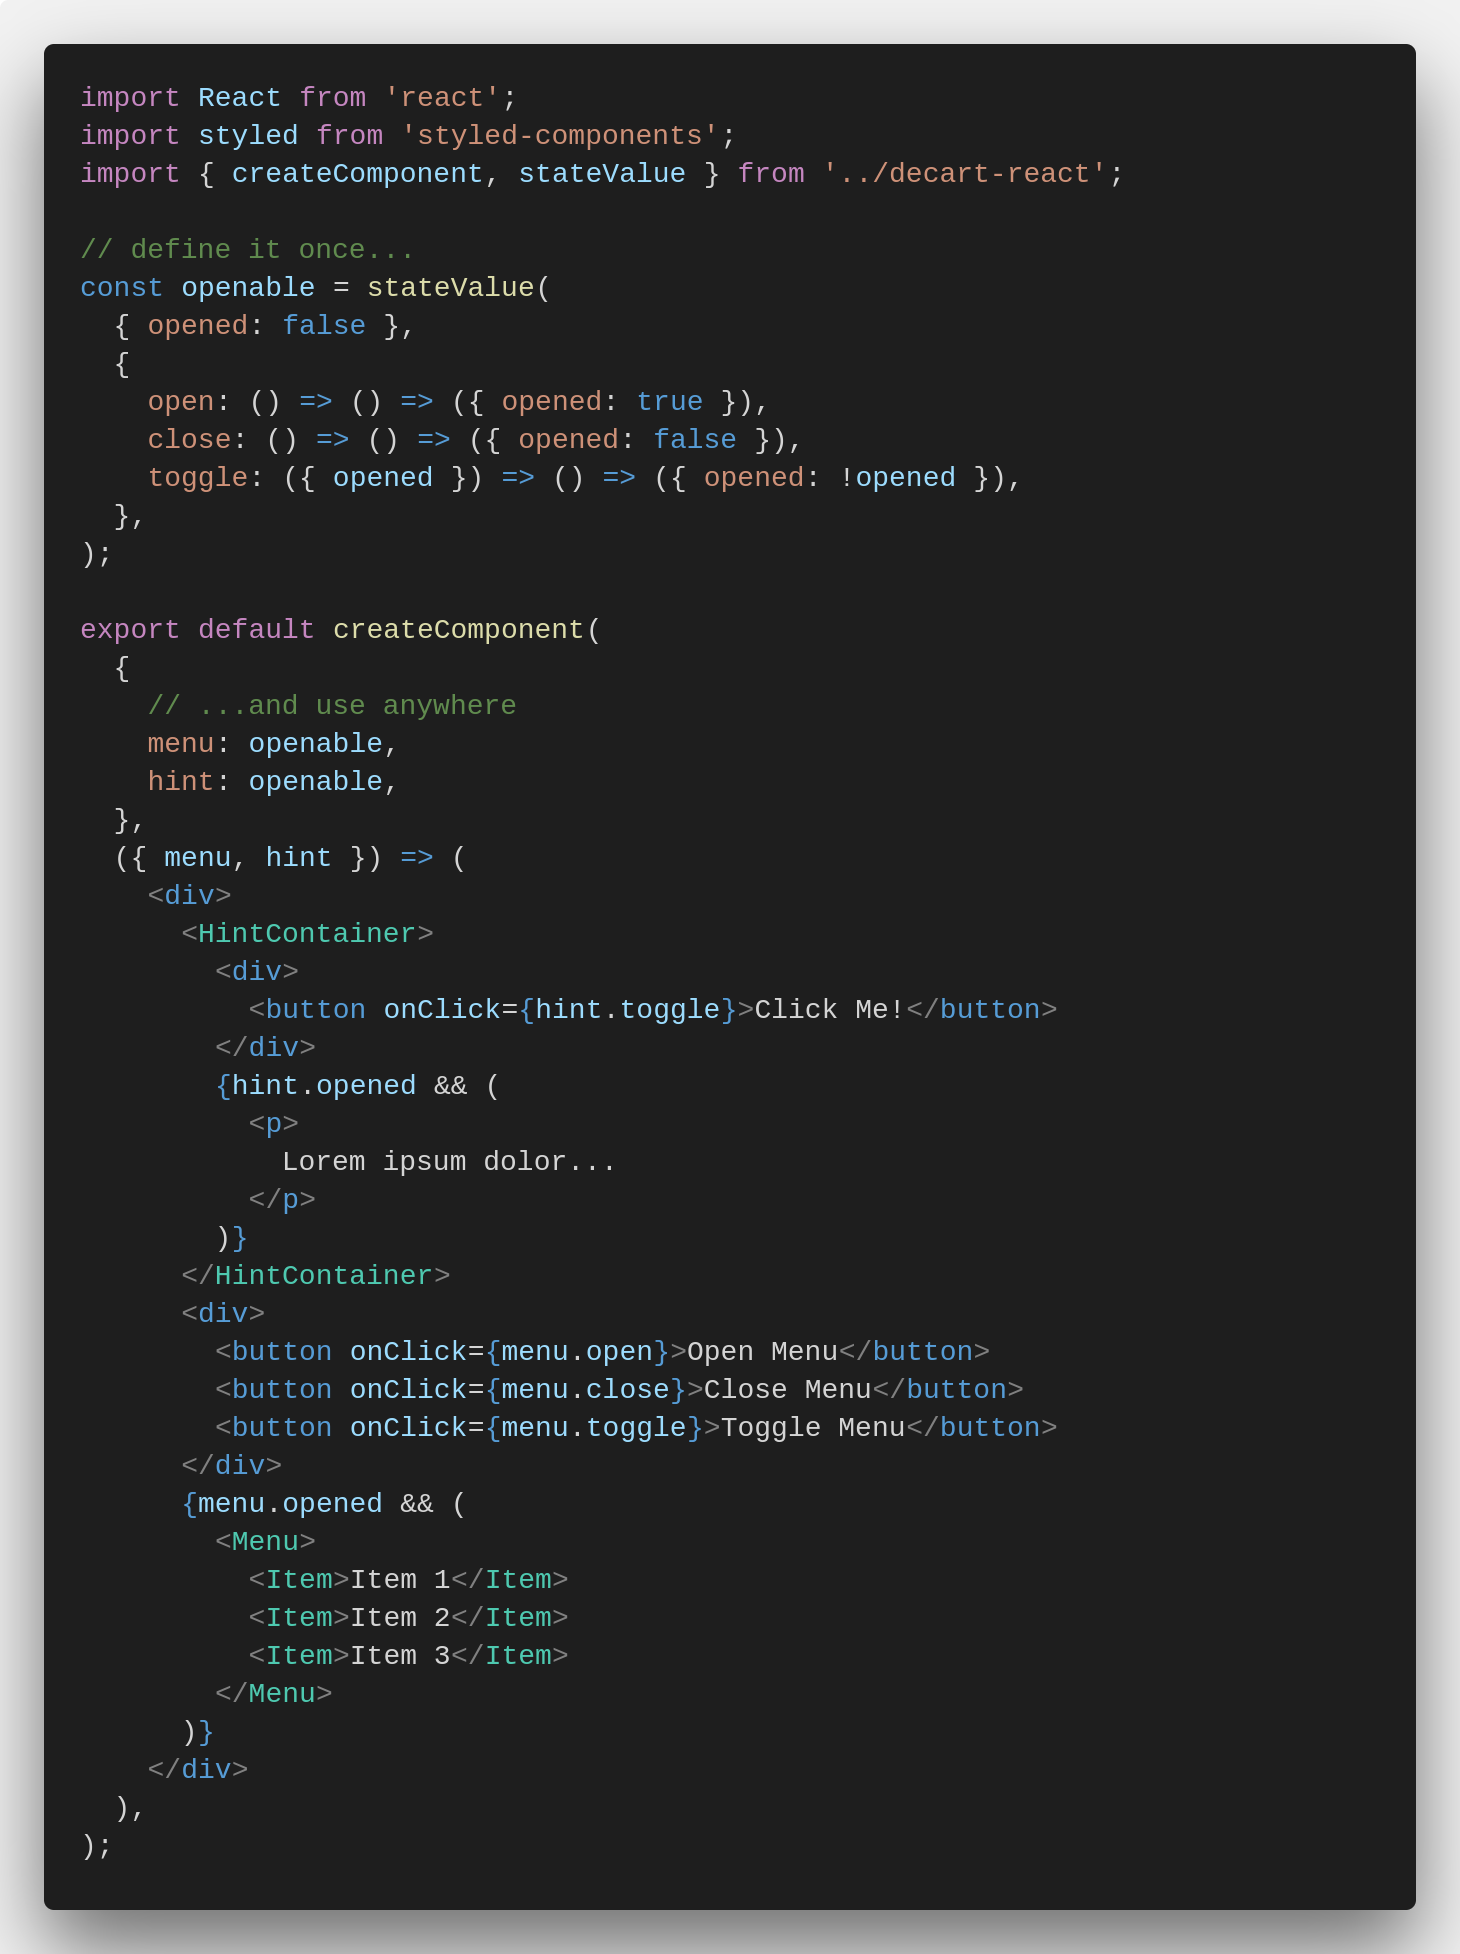 import React from 'react';
import styled from 'styled-components';
import { createComponent, stateValue } from '../decart-react';

// define it once...
const openable = stateValue(
  { opened: false },
  {
    open: () => () => ({ opened: true }),
    close: () => () => ({ opened: false }),
    toggle: ({ opened }) => () => ({ opened: !opened }),
  },
);

export default createComponent(
  {
    // ...and use anywhere
    menu: openable,
    hint: openable,
  },
  ({ menu, hint }) => (
    <div>
      <HintContainer>
        <div>
          <button onClick={hint.toggle}>Click Me!</button>
        </div>
        {hint.opened && (
          <p>
            Lorem ipsum dolor...
          </p>
        )}
      </HintContainer>
      <div>
        <button onClick={menu.open}>Open Menu</button>
        <button onClick={menu.close}>Close Menu</button>
        <button onClick={menu.toggle}>Toggle Menu</button>
      </div>
      {menu.opened && (
        <Menu>
          <Item>Item 1</Item>
          <Item>Item 2</Item>
          <Item>Item 3</Item>
        </Menu>
      )}
    </div>
  ),
);